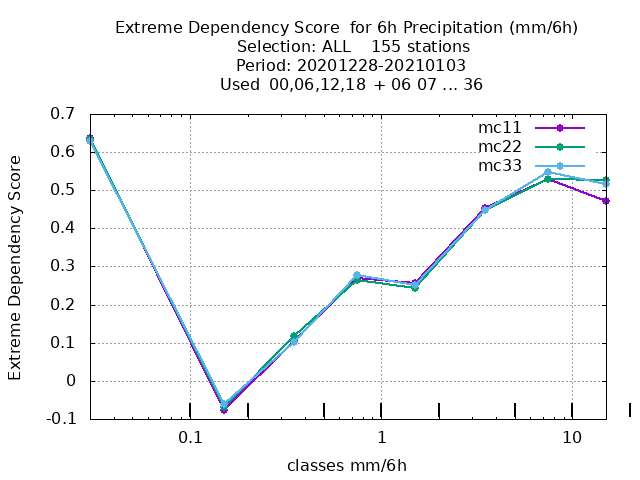 Extreme Dependency Score  for 6h Precipitation (mm/6h)
Selection: ALL    155 stations
Period: 20201228-20210103
Used  00,06,12,18  + 06 07 ... 36
mc11
mc22
mc33
0.7
0.6
0.5
0.4
0.3
0.2
0.1
0
-0.1
Extreme Dependency Score
0.1 1 10
classes mm/6h